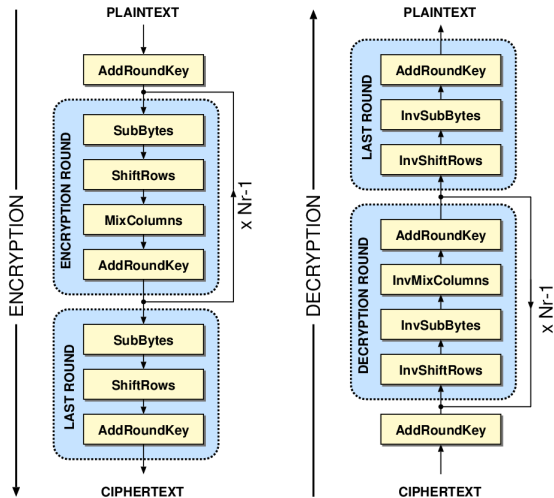 PLAINTEXT
AddRoundKey
ENCRYPTION ROUND
SubBytes
ShiftRows
MixColumns
AddRoundKey
x Nr-1
ENCRYPTION
LAST ROUND
SubBytes
ShiftRows
AddRoundKey
CIPHERTEXT
PLAINTEXT
LAST ROUND
AddRoundKey
InvSubBytes
InvShiftRows
DECRYPTION
DECRYPTION ROUND
AddRoundKey
InvMixColumns
InvSubBytes
InvShiftRows
x Nr-1
AddRoundKey
CIPHERTEXT